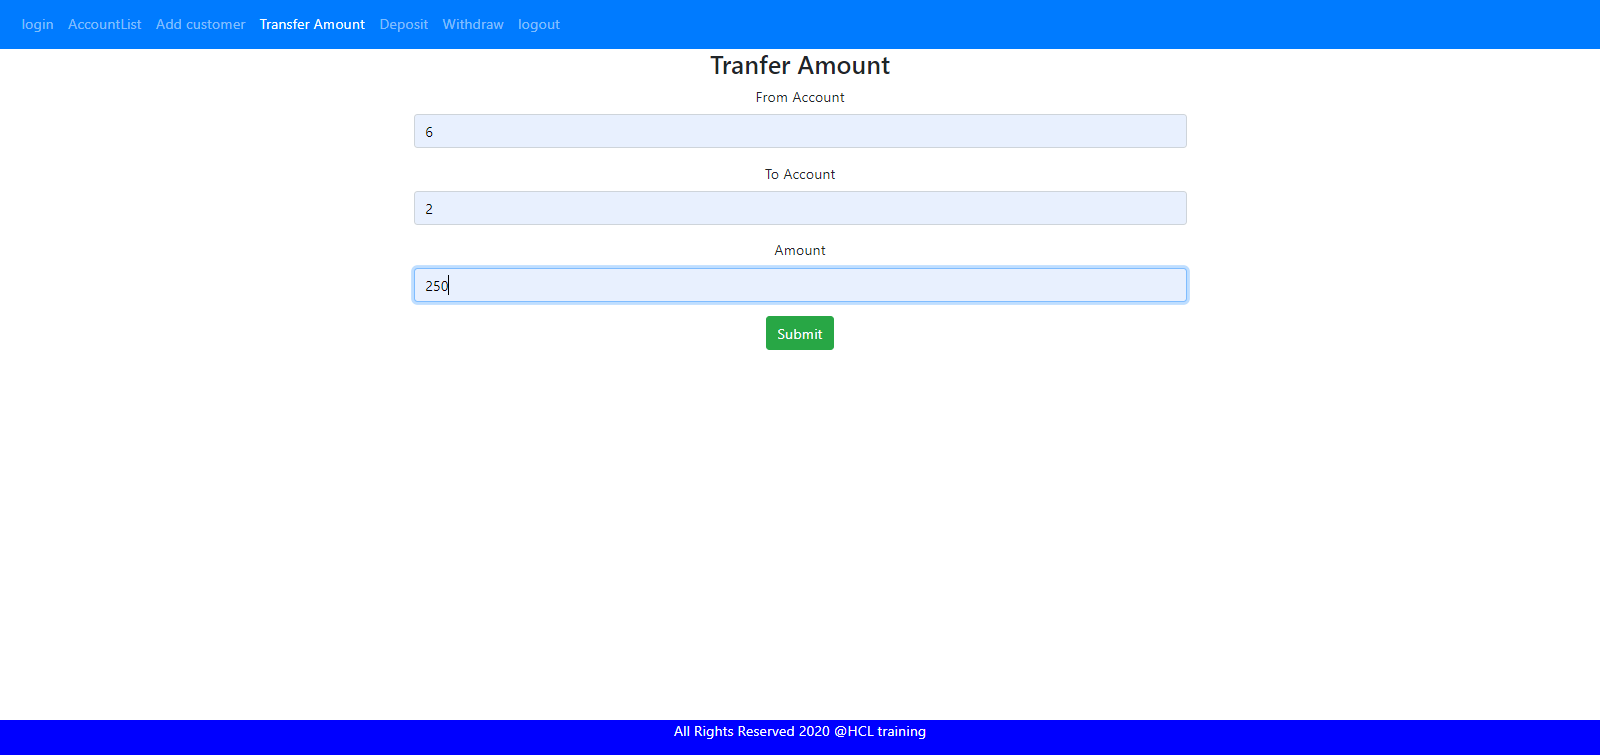 login AccountList Add customer Transfer Amount Deposit Withdraw logout
Tranfer Amount
From Account
6
To Account
2
Amount
250
Submit
All Rights Reserved 2020 @HCL training